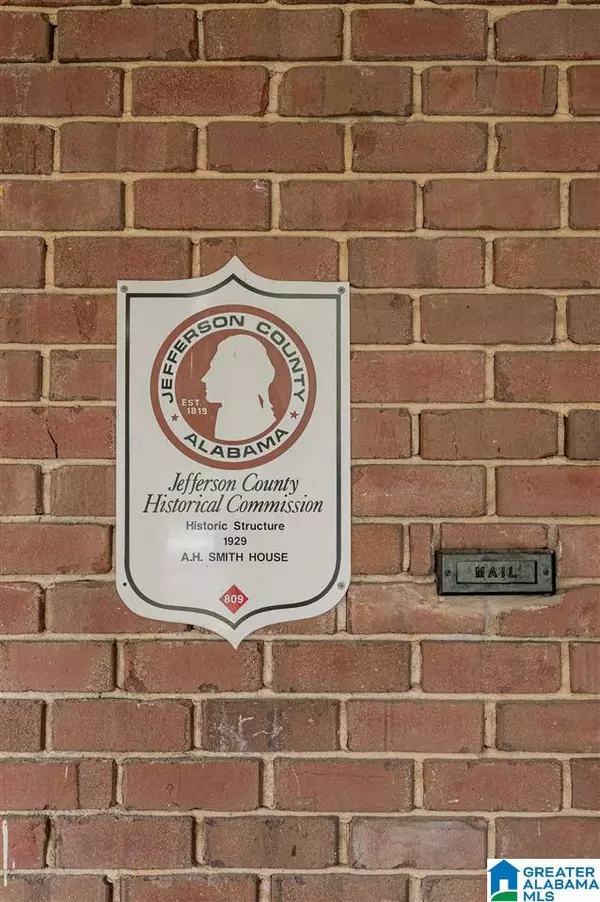 JEFFERSON COUNTY
EST.
1819
ALABAMA
Jefferson County
Historical Commission
Historic Structure
1929
A.H. SMITH HOUSE
809
MAIL
GREATER
ALABAMA
MLS